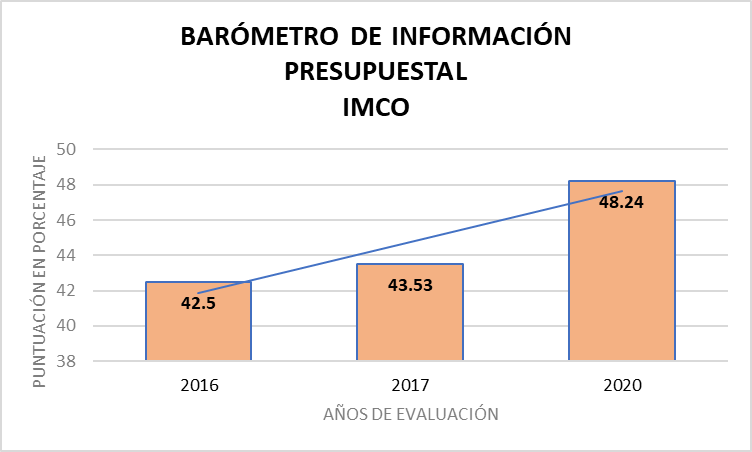 BARÓMETRO DE INFORMACIÓN
PRESUPUESTAL
IMCO
PUNTUACIÓN EN PORCENTAJE
50
48
46
44
42
40
38
42.5
43.53
48.24
2016
2017
2020
AÑOS DE EVALUACIÓN